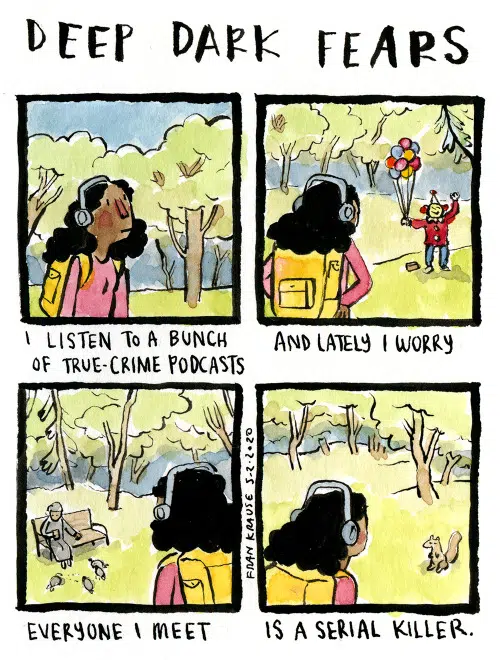 DEEP DARK FEARS
I LISTEN TO A BUNCH
OF TRUE-CRIME PODCASTS
AND LATELY I WORRY
EVERYONE I MEET
FRAN KRAUSE 5-2-2020
IS A SERIAL KILLER.